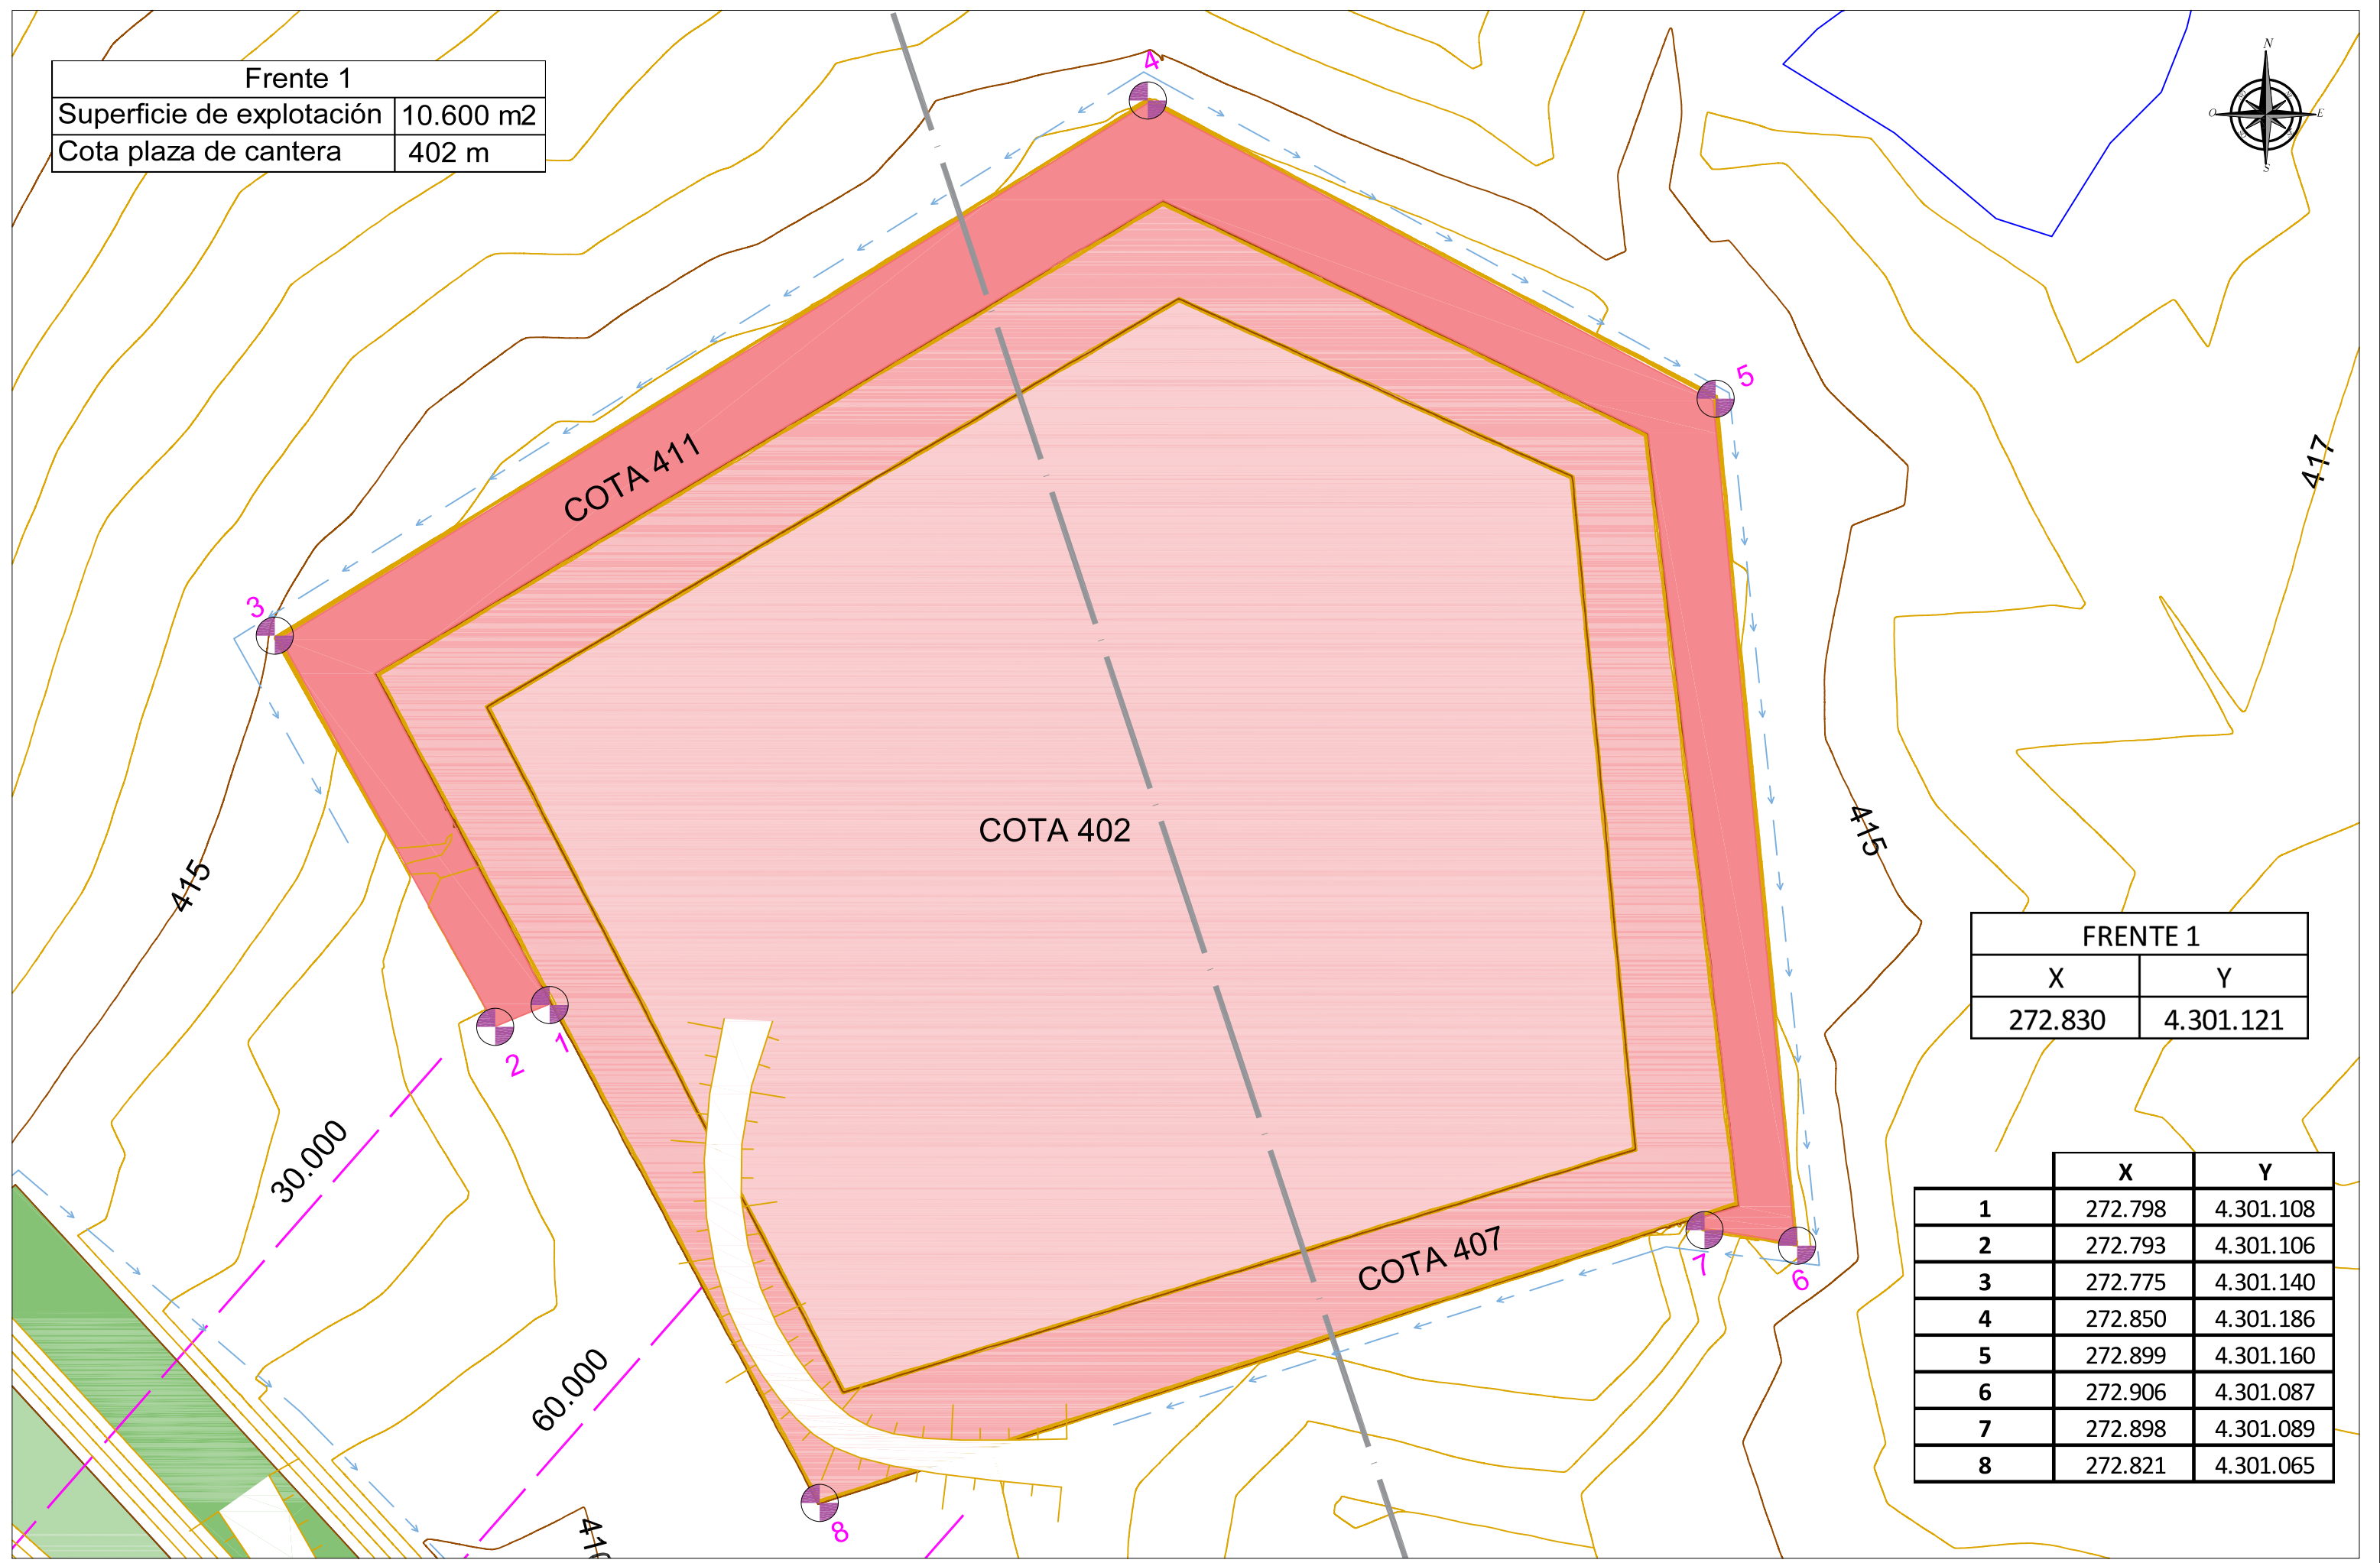 Frente 1
Superficie de explotación 10.600 m2
Cota plaza de cantera 402 m
N
O E
S
4
5
417
COTA 411
3
COTA 402
415
415
FRENTE 1
X Y
272.830 4.301.121
1
2
30.000
X Y
1 272.798 4.301.108
2 272.793 4.301.106
3 272.775 4.301.140
4 272.850 4.301.186
5 272.899 4.301.160
6 272.906 4.301.087
7 272.898 4.301.089
8 272.821 4.301.065
COTA 407
7
6
60.000
8